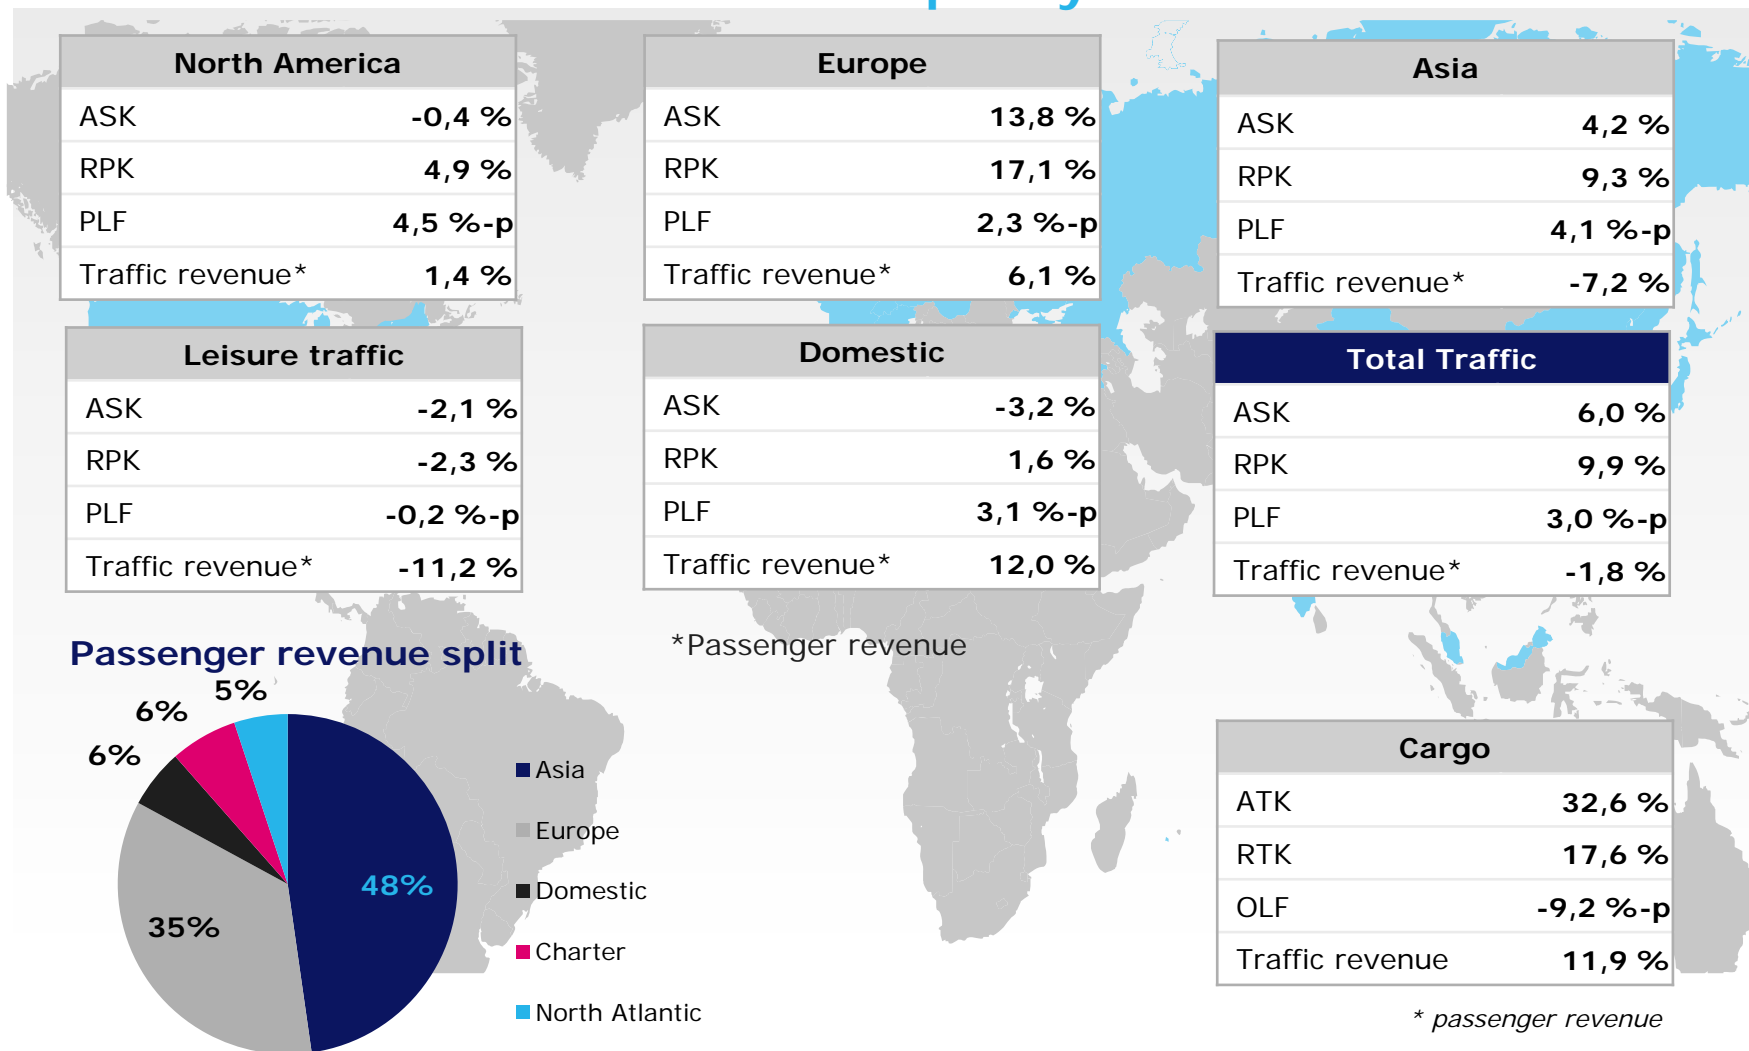 North America
ASK -0,4 %
RPK 4,9 %
PLF 4,5 %-p
Traffic revenue* 1,4 %
Europe
ASK 13,8 %
RPK 17,1 %
PLF 2,3 %-p
Traffic revenue* 6,1 %
Asia
ASK 4,2 %
RPK 9,3 %
PLF 4,1 %-p
Traffic revenue* -7,2 %
Leisure traffic
ASK -2,1 %
RPK -2,3 %
PLF -0,2 %-p
Traffic revenue* -11,2 %
Domestic
ASK -3,2 %
RPK 1,6 %
PLF 3,1 %-p
Traffic revenue* 12,0 %
Total Traffic
ASK 6,0 %
RPK 9,9 %
PLF 3,0 %-p
Traffic revenue* -1,8 %
*Passenger revenue
Passenger revenue split
5%
6%
6%
48%
35%
Asia
Europe
Domestic
Charter
North Atlantic
Cargo
ATK 32,6 %
RTK 17,6 %
OLF -9,2 %-p
Traffic revenue 11,9 %
* passenger revenue